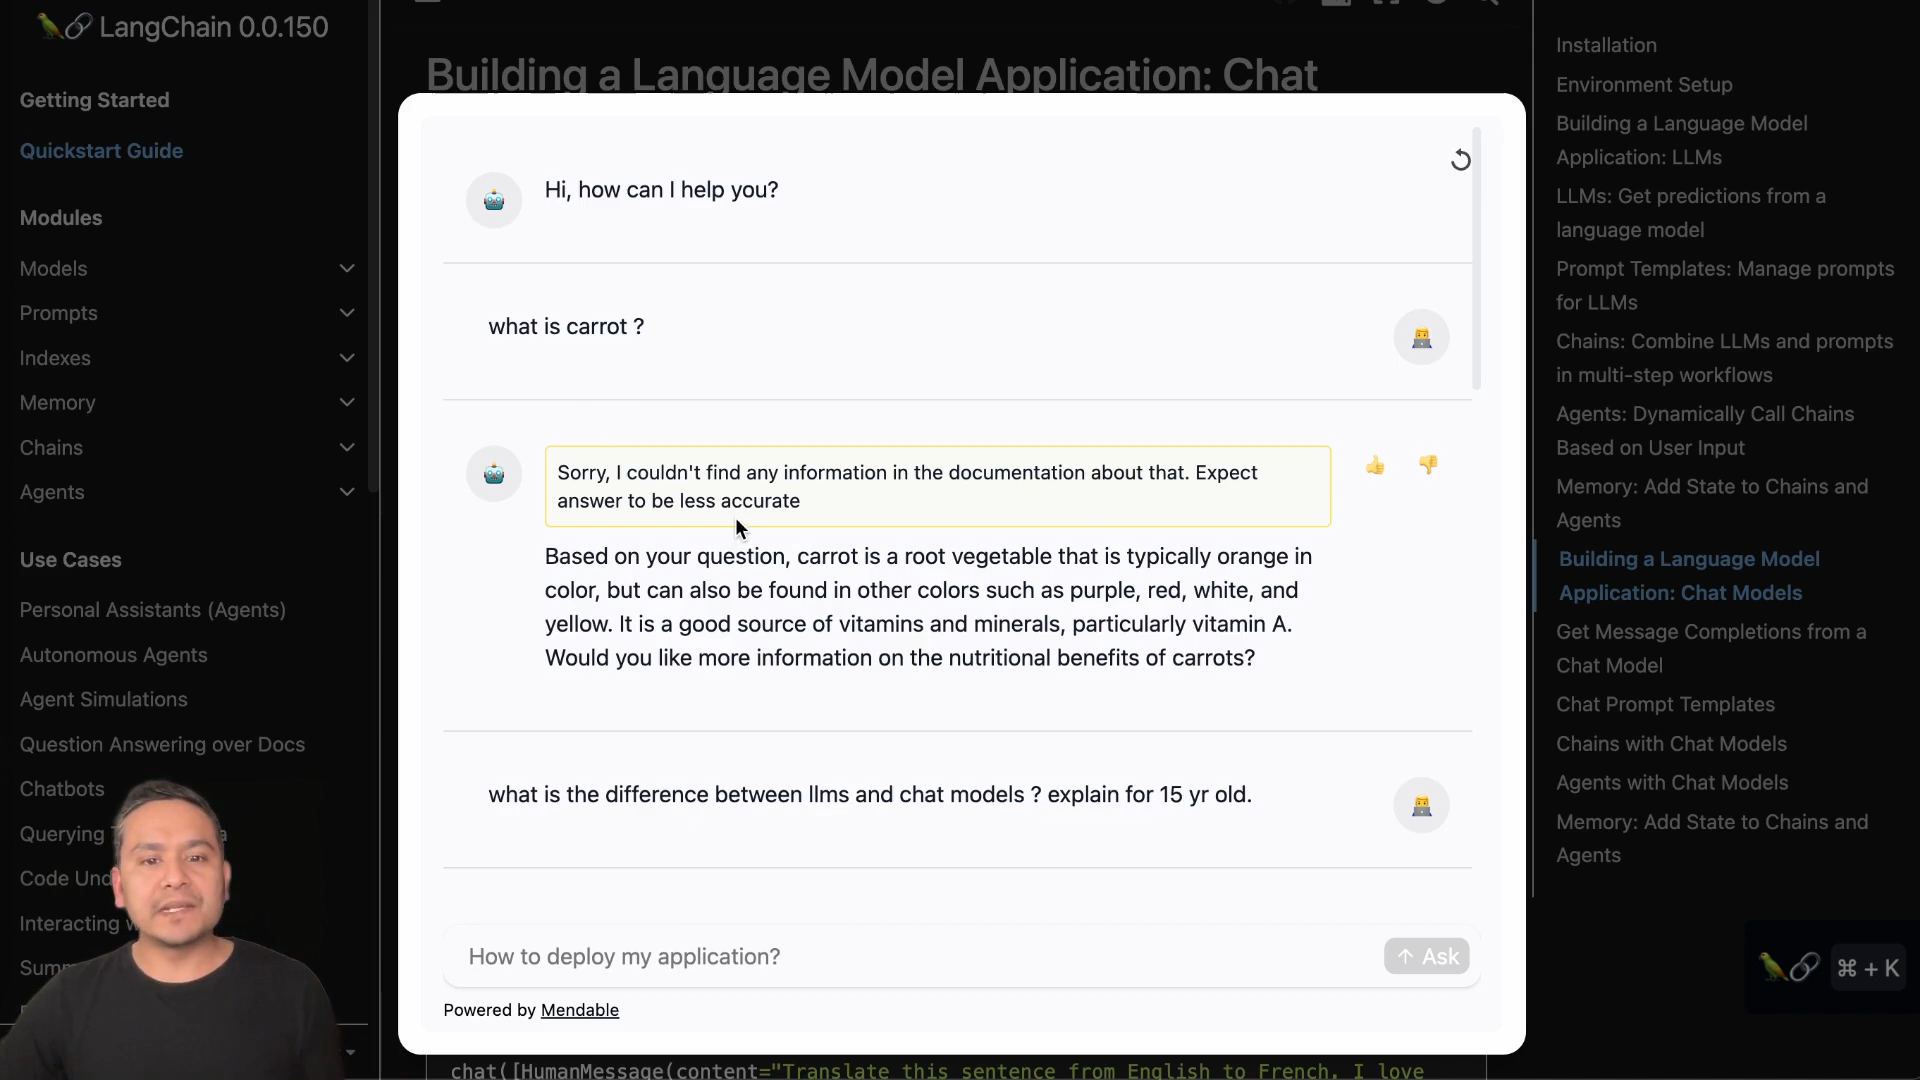 LangChain 0.0.150
Getting Started
Quickstart Guide
Modules
Models
Prompts
Indexes
Memory
Chains
Agents
Use Cases
Personal Assistants (Agents)
Autonomous Agents
Agent Simulations
Question Answering over Docs
Chatbots
Querying
Code
Interacting
Building a Language Model Application: Chat
Hi, how can I help you?
what is carrot ?
Sorry, I couldn't find any information in the documentation about that. Expect
answer to be less accurate
Based on your question, carrot is a root vegetable that is typically orange in
color, but can also be found in other colors such as purple, red, white, and
yellow. It is a good source of vitamins and minerals, particularly vitamin A.
Would you like more information on the nutritional benefits of carrots?
what is the difference between llms and chat models ? explain for 15 yr old.
How to deploy my application?
↑ Ask
Powered by Mendable
chat([HumanMessage(content="Translate this sentence from English to French. I love
Installation
Environment Setup
Building a Language Model
Application: LLMs
LLMs: Get predictions from a
language model
Prompt Templates: Manage prompts
for LLMs
Chains: Combine LLMs and prompts
in multi-step workflows
Agents: Dynamically Call Chains
Based on User Input
Memory: Add State to Chains and
Agents
Building a Language Model
Application: Chat Models
Get Message Completions from a
Chat Model
Chat Prompt Templates
Chains with Chat Models
Agents with Chat Models
Memory: Add State to Chains and
Agents
⌘ + K